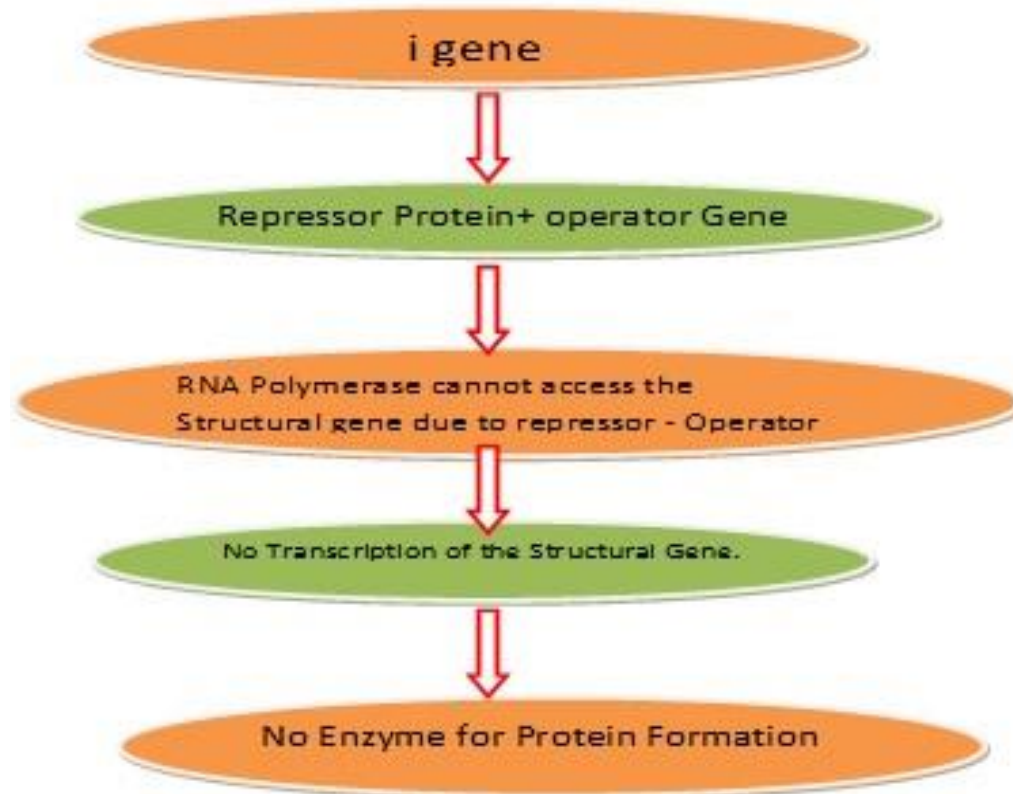 i gene
Repressor Protein+ operator Gene
RNA Polymerase cannot access the
Structural gene due to repressor - Operator
No Transcription of the Structural Gene.
No Enzyme for Protein Formation